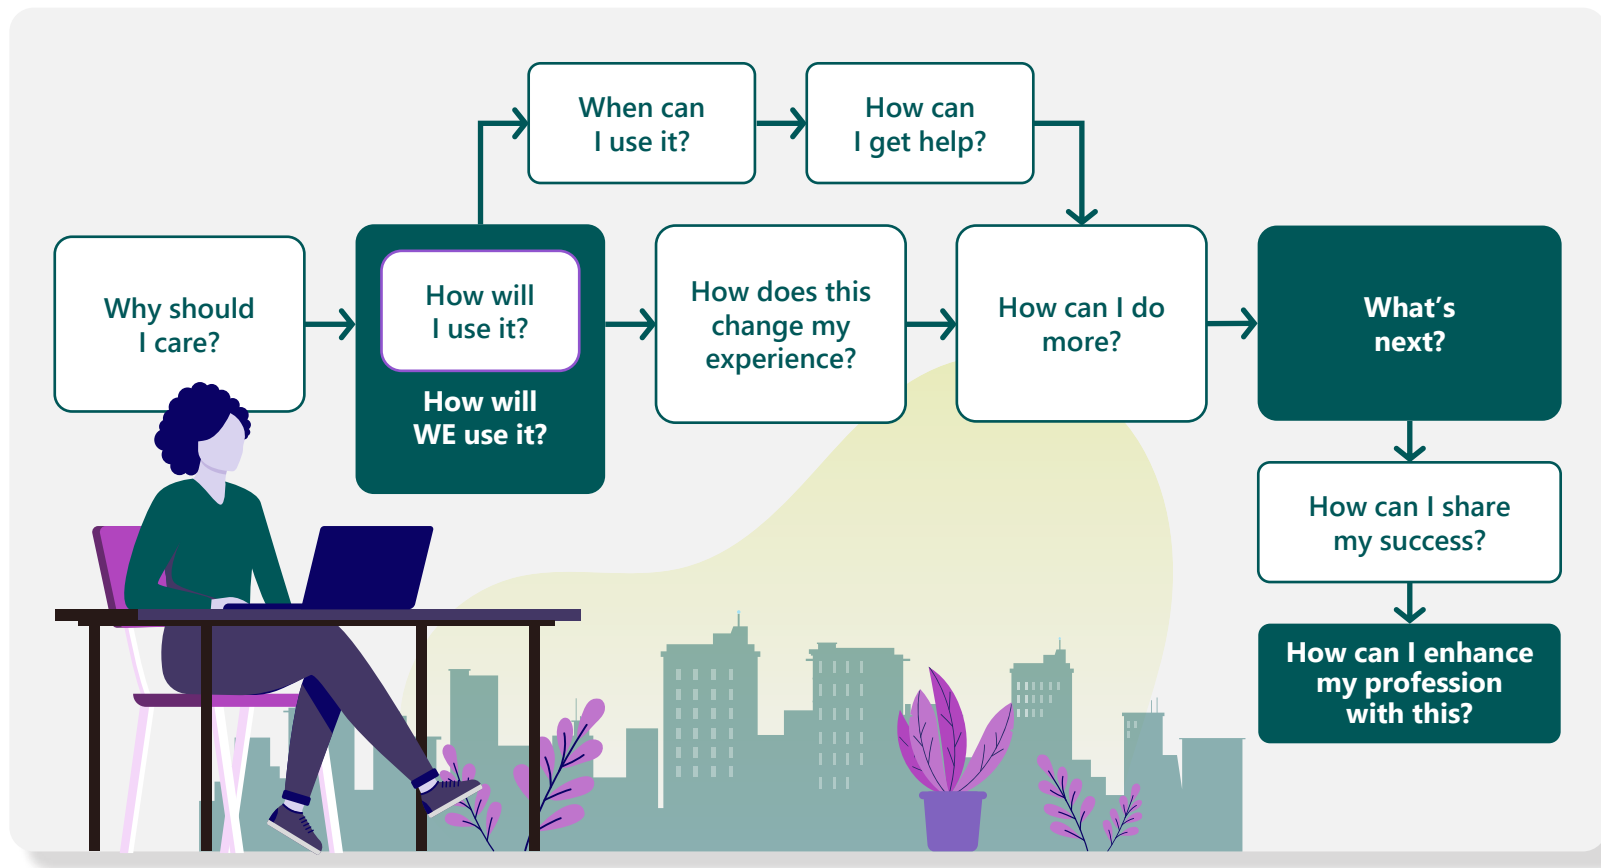 When can
I use it?
How can
I get help?
Why should
I care?
How will
I use it?
How will
WE use it?
How does this
change my
experience?
How can I do
more?
What’s
next?
How can I share
my success?
How can I enhance
my profession
with this?